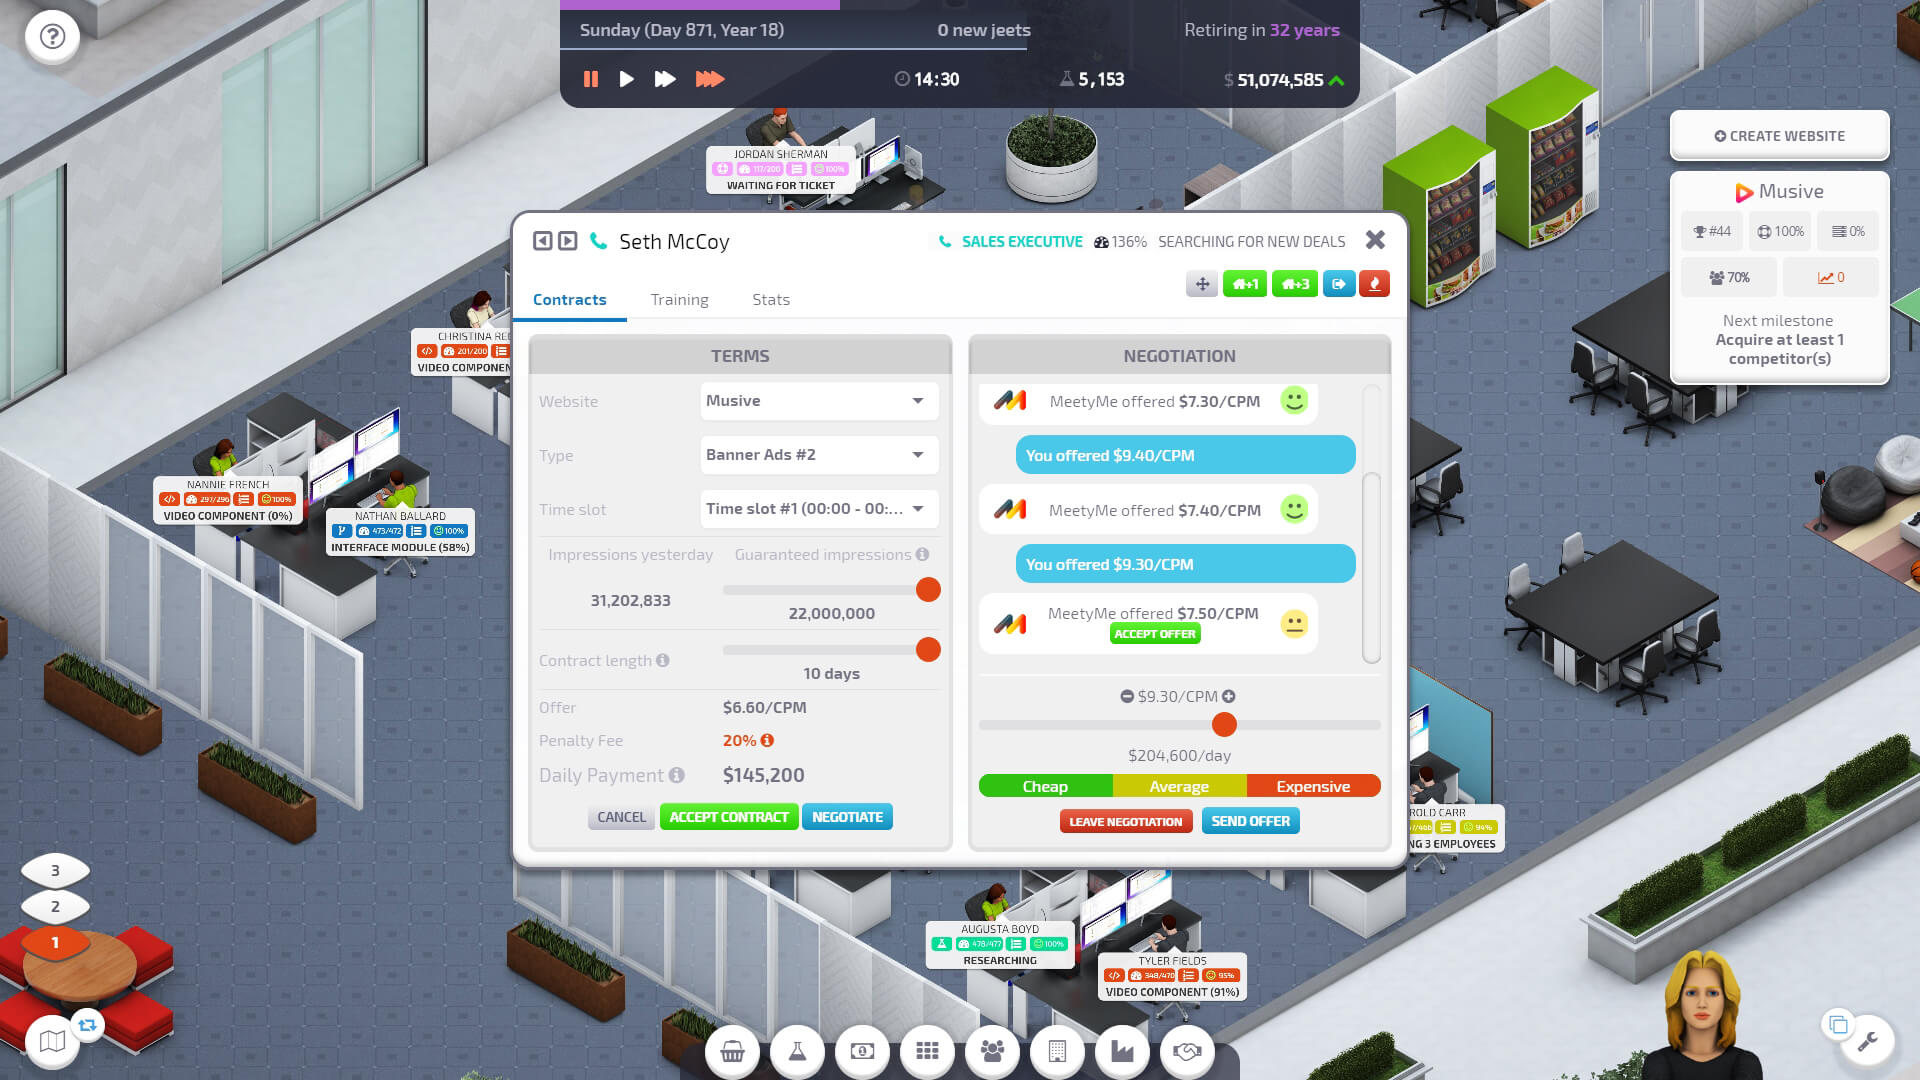 Sunday (Day 871, Year 18)
0 new jeets
Retiring in 32 years
14:30
5,153
$ 51,074,585
CREATE WEBSITE
Musive
#44
100%
0%
70%
0
Next milestone
Acquire at least 1
competitor(s)
JORDAN SHERMAN
117/200
100%
WAITING FOR TICKET
CHRISTINA REE
201/200
VIDEO COMPONEN
NANNIE FRENCH
297/296
100%
VIDEO COMPONENT (0%)
NATHAN BALLARD
473/472
100%
INTERFACE MODULE (58%)
Seth McCoy
SALES EXECUTIVE
136%
SEARCHING FOR NEW DEALS
+1
+3
Contracts
Training
Stats
TERMS
Website
Musive
Type
Banner Ads #2
Time slot
Time slot #1 (00:00 - 00:...
Impressions yesterday
Guaranteed impressions
31,202,833
22,000,000
Contract length
10 days
Offer
$6.60/CPM
Penalty Fee
20%
Daily Payment
$145,200
CANCEL
ACCEPT CONTRACT
NEGOTIATE
NEGOTIATION
MeetyMe offered $7.30/CPM
You offered $9.40/CPM
MeetyMe offered $7.40/CPM
You offered $9.30/CPM
MeetyMe offered $7.50/CPM
ACCEPT OFFER
$9.30/CPM
$204,600/day
Cheap
Average
Expensive
LEAVE NEGOTIATION
SEND OFFER
ROLD CARR
94%
NG 3 EMPLOYEES
AUGUSTA BOYD
478/477
100%
RESEARCHING
TYLER FIELDS
348/470
95%
VIDEO COMPONENT (91%)
3
2
1